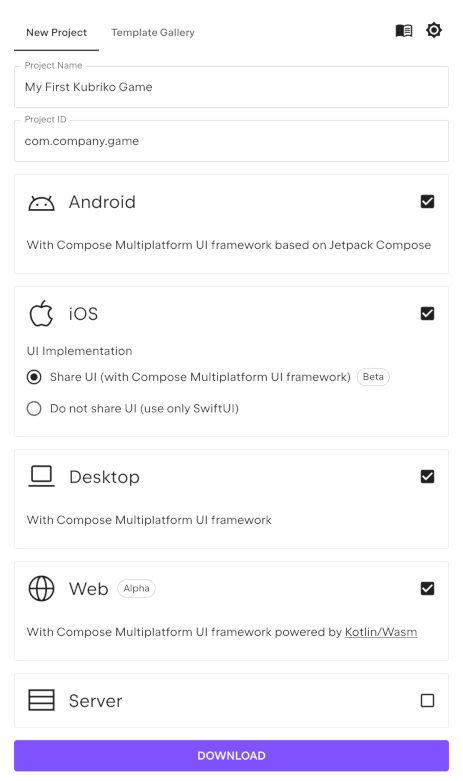 New Project
Template Gallery
Project Name
My First Kubriko Game
Project ID
com.company.game
Android
With Compose Multiplatform UI framework based on Jetpack Compose
iOS
UI Implementation
Share UI (with Compose Multiplatform UI framework) Beta
Do not share UI (use only SwiftUI)
Desktop
With Compose Multiplatform UI framework
Web Alpha
With Compose Multiplatform UI framework powered by Kotlin/Wasm
Server
DOWNLOAD